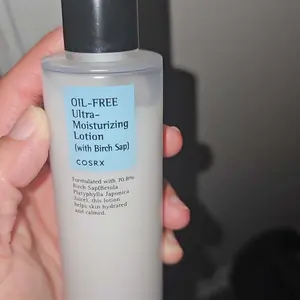 OIL-FREE
Ultra-
Moisturizing
Lotion
(with Birch Sap)
COSRX
Formulated with 70.8%
Birch Sap(Betula
Platyphylla Japonica
Juice), this lotion
helps skin hydrated
and calmed.